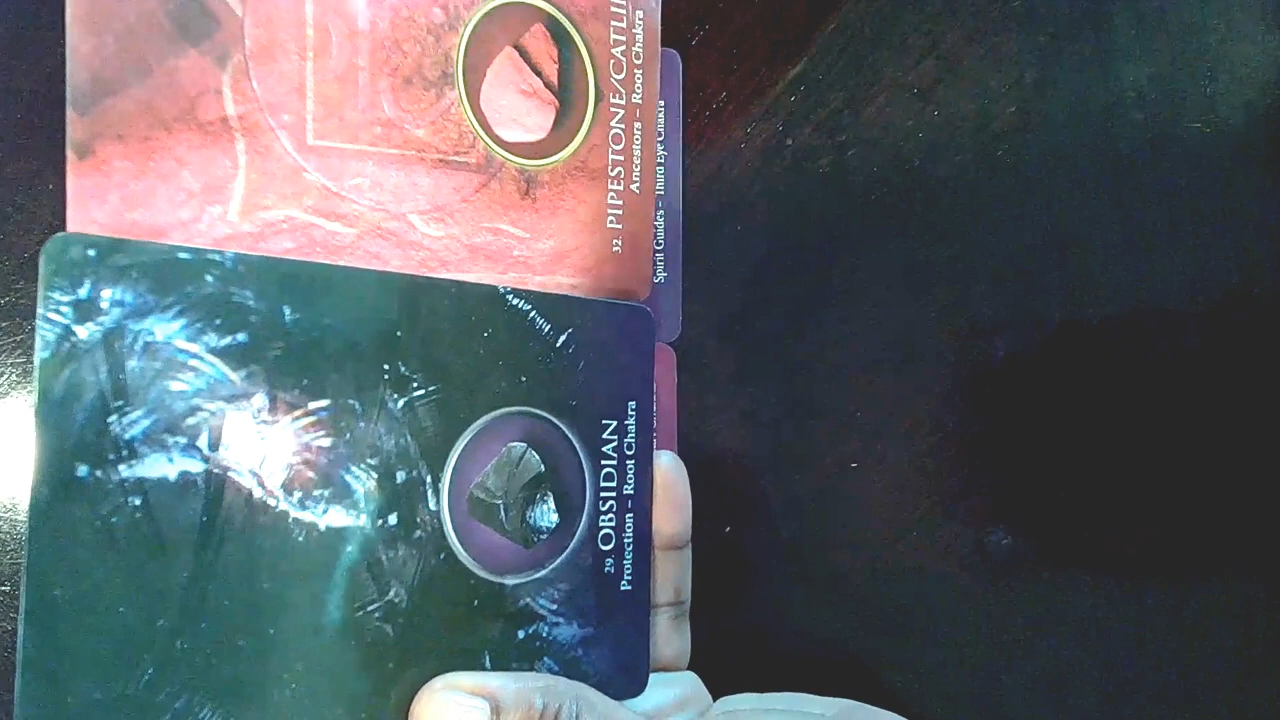 32. PIPESTONE/CATLI
Ancestors – Root Chakra
Spirit Guides – Third Eye Chakra
29. OBSIDIAN
Protection – Root Chakra